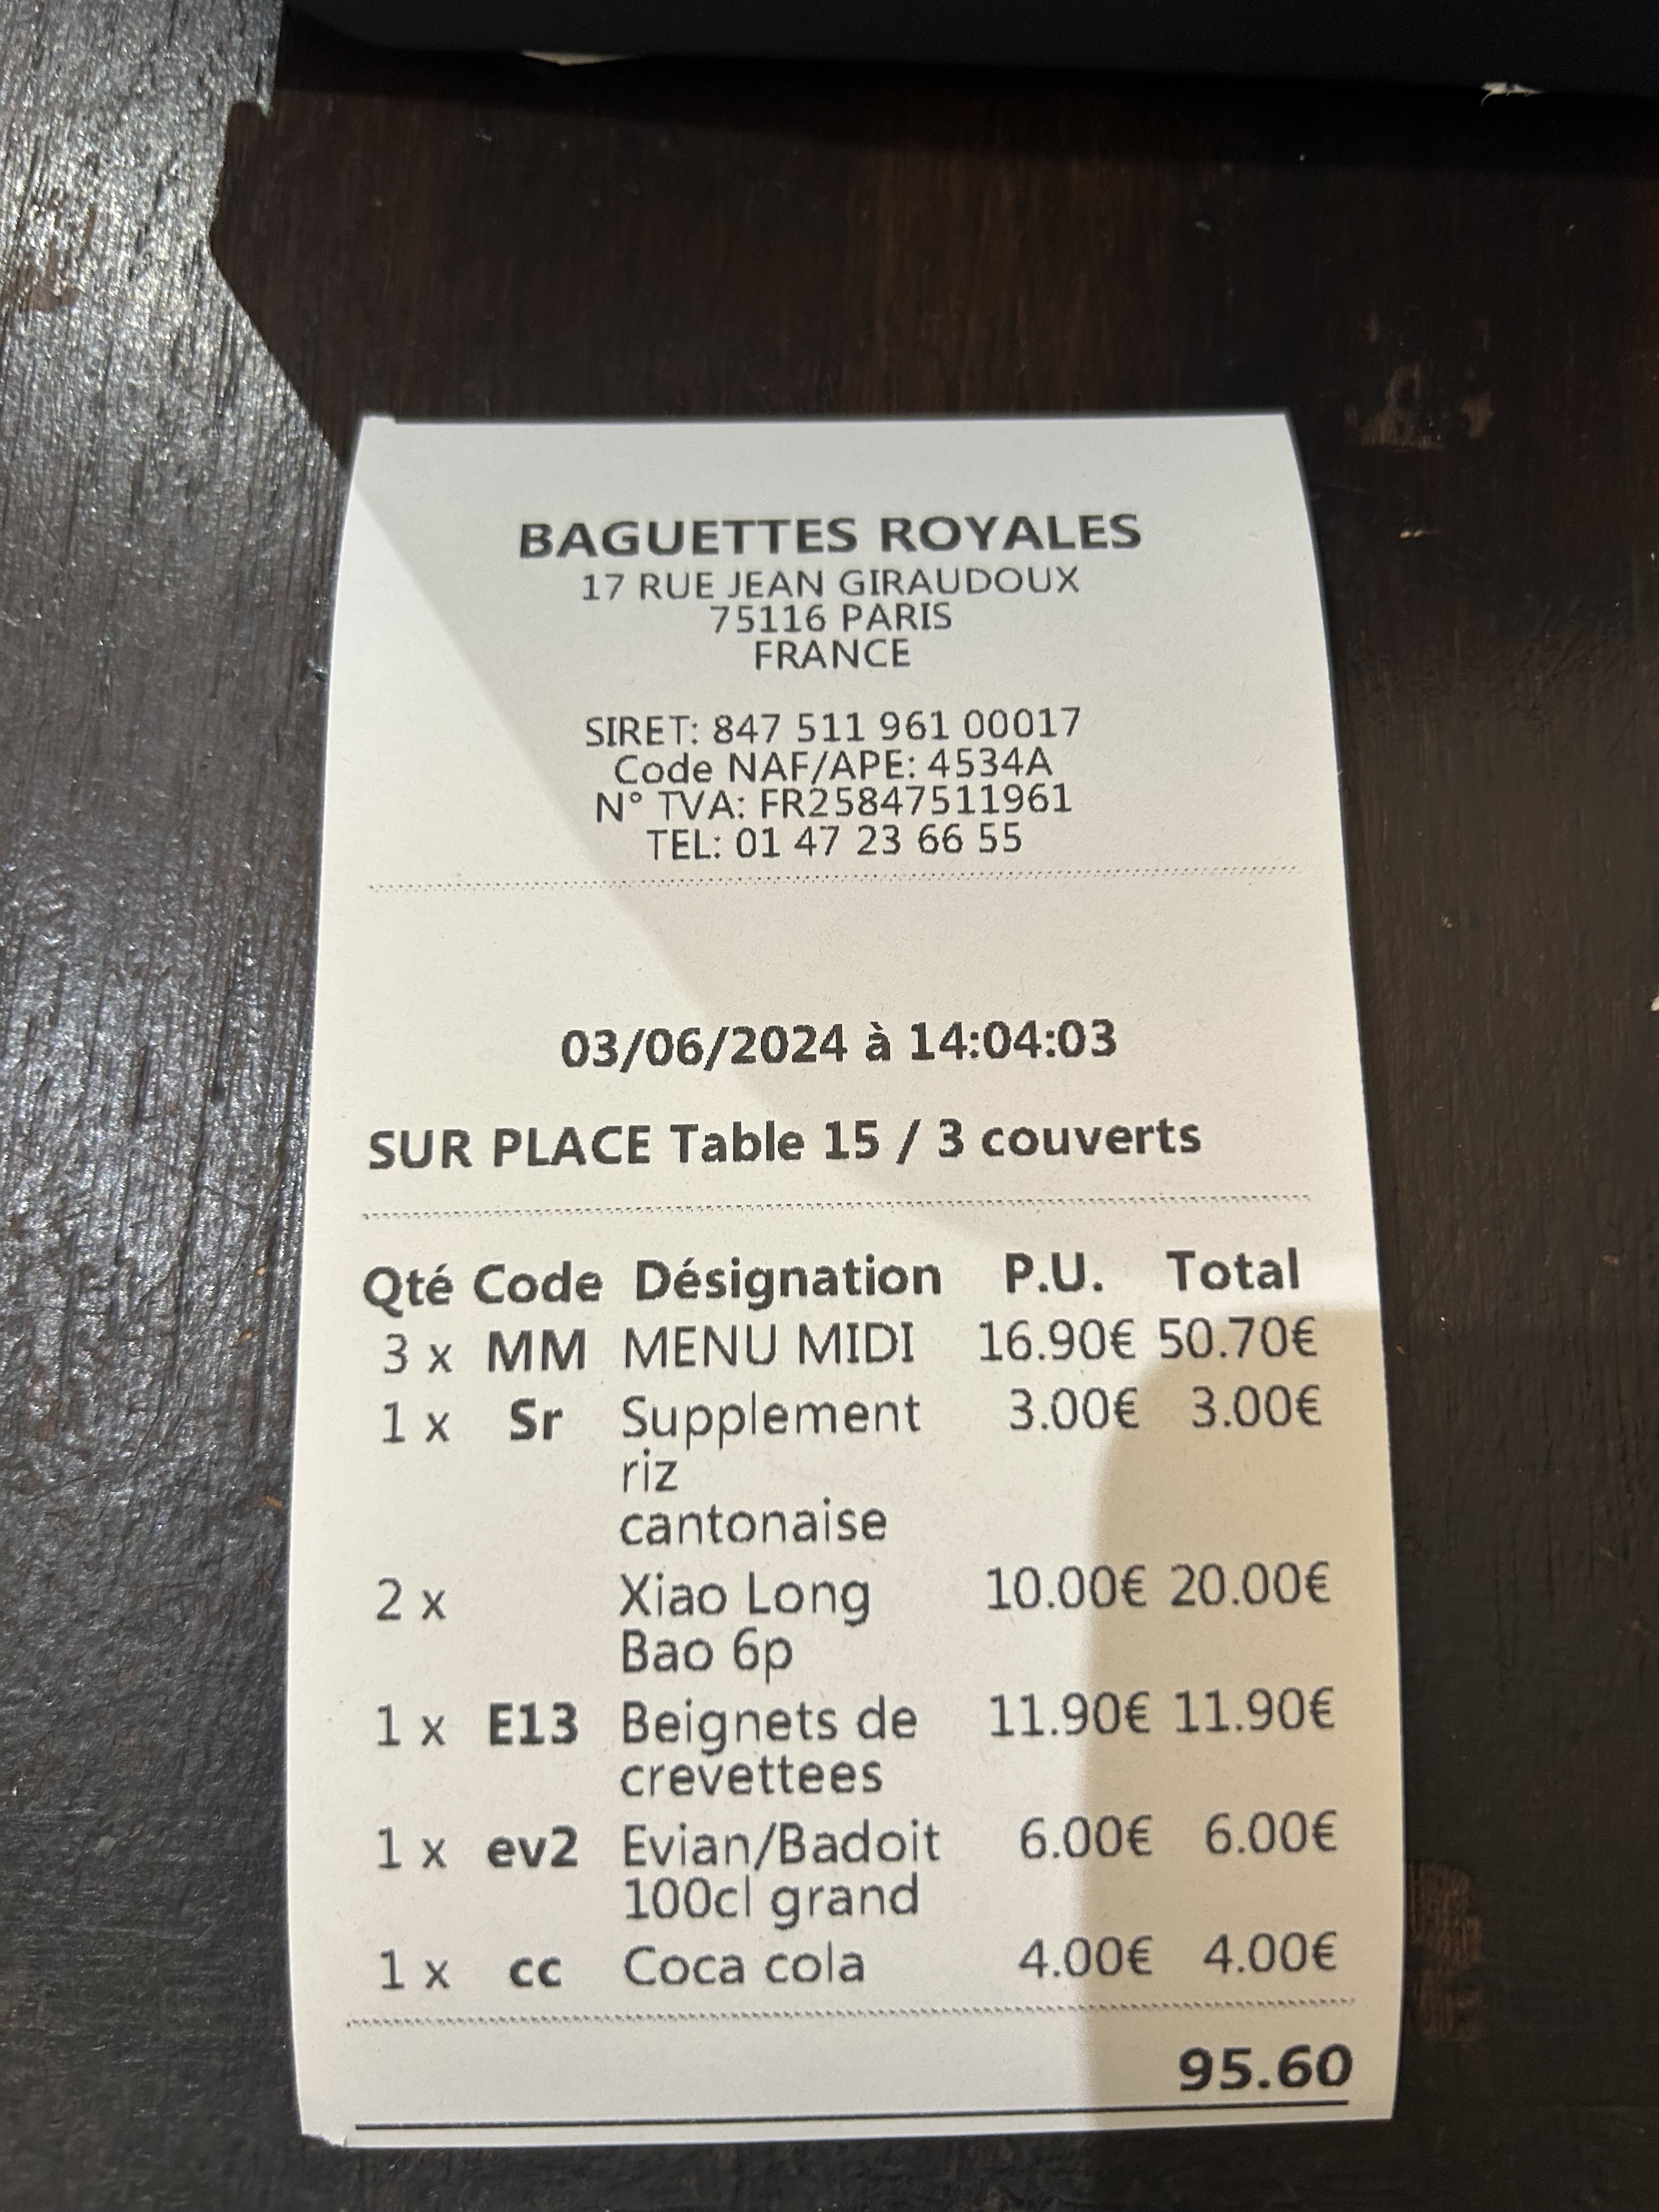 BAGUETTES ROYALES
17 RUE JEAN GIRAUDOUX
75116 PARIS
FRANCE
SIRET: 847 511 961 00017
Code NAF/APE: 4534A
N° TVA: FR25847511961
TEL: 01 47 23 66 55
03/06/2024 à 14:04:03
SUR PLACE Table 15 / 3 couverts
Qté Code Désignation P.U. Total
3 x MM MENU MIDI 16.90€ 50.70€
1 x Sr Supplement 3.00€ 3.00€
riz
cantonaise
2 x Xiao Long 10.00€ 20.00€
Bao 6p
1 x E13 Beignets de 11.90€ 11.90€
crevettees
1 x ev2 Evian/Badoit 6.00€ 6.00€
100cl grand
1 x cc Coca cola 4.00€ 4.00€
95.60